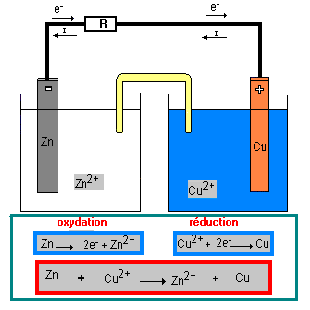 e⁻ R e⁻
I I
- +
Zn Cu
Zn²⁺ Cu²⁺
oxydation réduction
Zn → 2e⁻ + Zn²⁻ Cu²⁺ + 2e⁻ → Cu
Zn + Cu²⁺ → Zn²⁻ + Cu